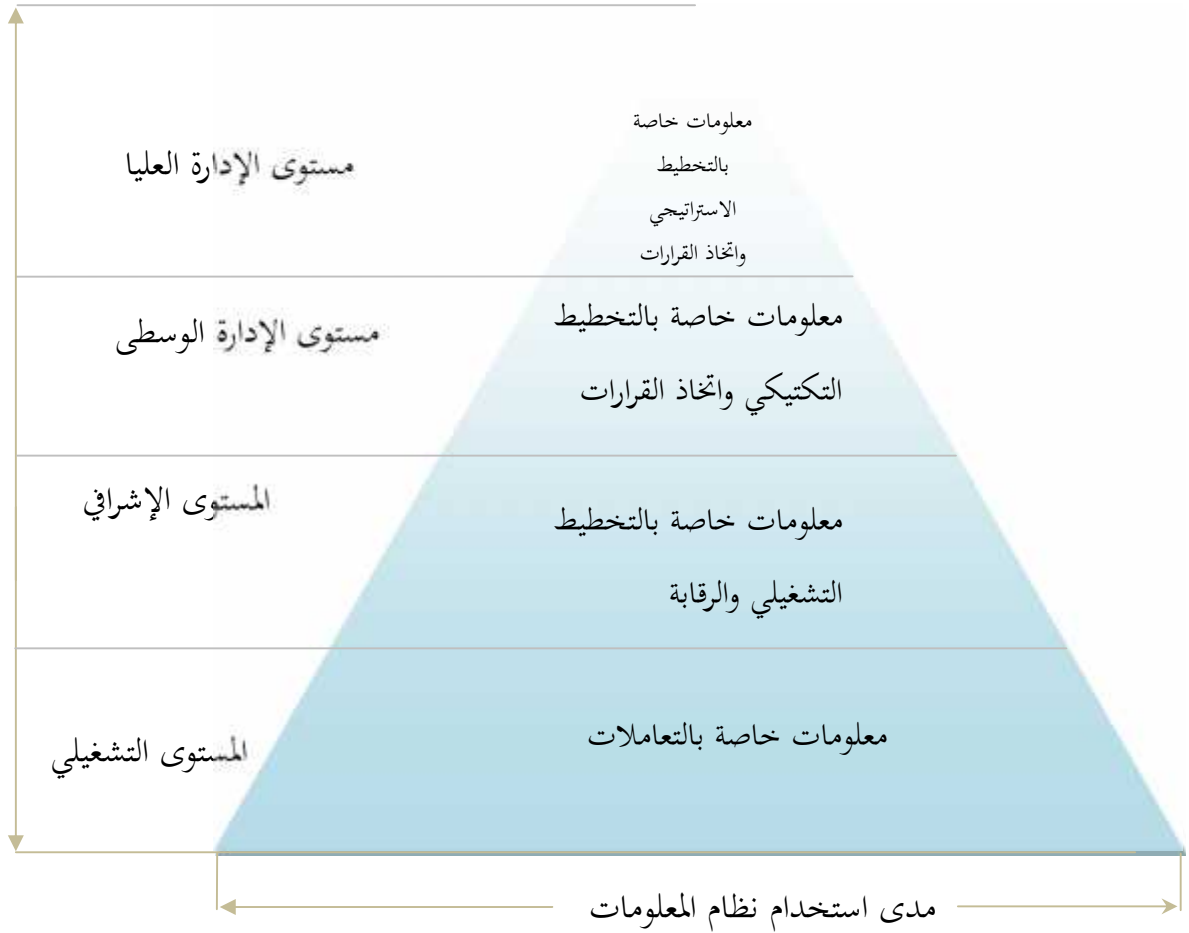 معلومات خاصة
بالتخطيط
الاستراتيجي
واتخاذ القرارات
مستوى الإدارة العليا
معلومات خاصة بالتخطيط
التكتيكي واتخاذ القرارات
مستوى الإدارة الوسطى
معلومات خاصة بالتخطيط
التشغيلي والرقابة
المستوى الإشرافي
معلومات خاصة بالتعاملات
المستوى التشغيلي
مدى استخدام نظام المعلومات